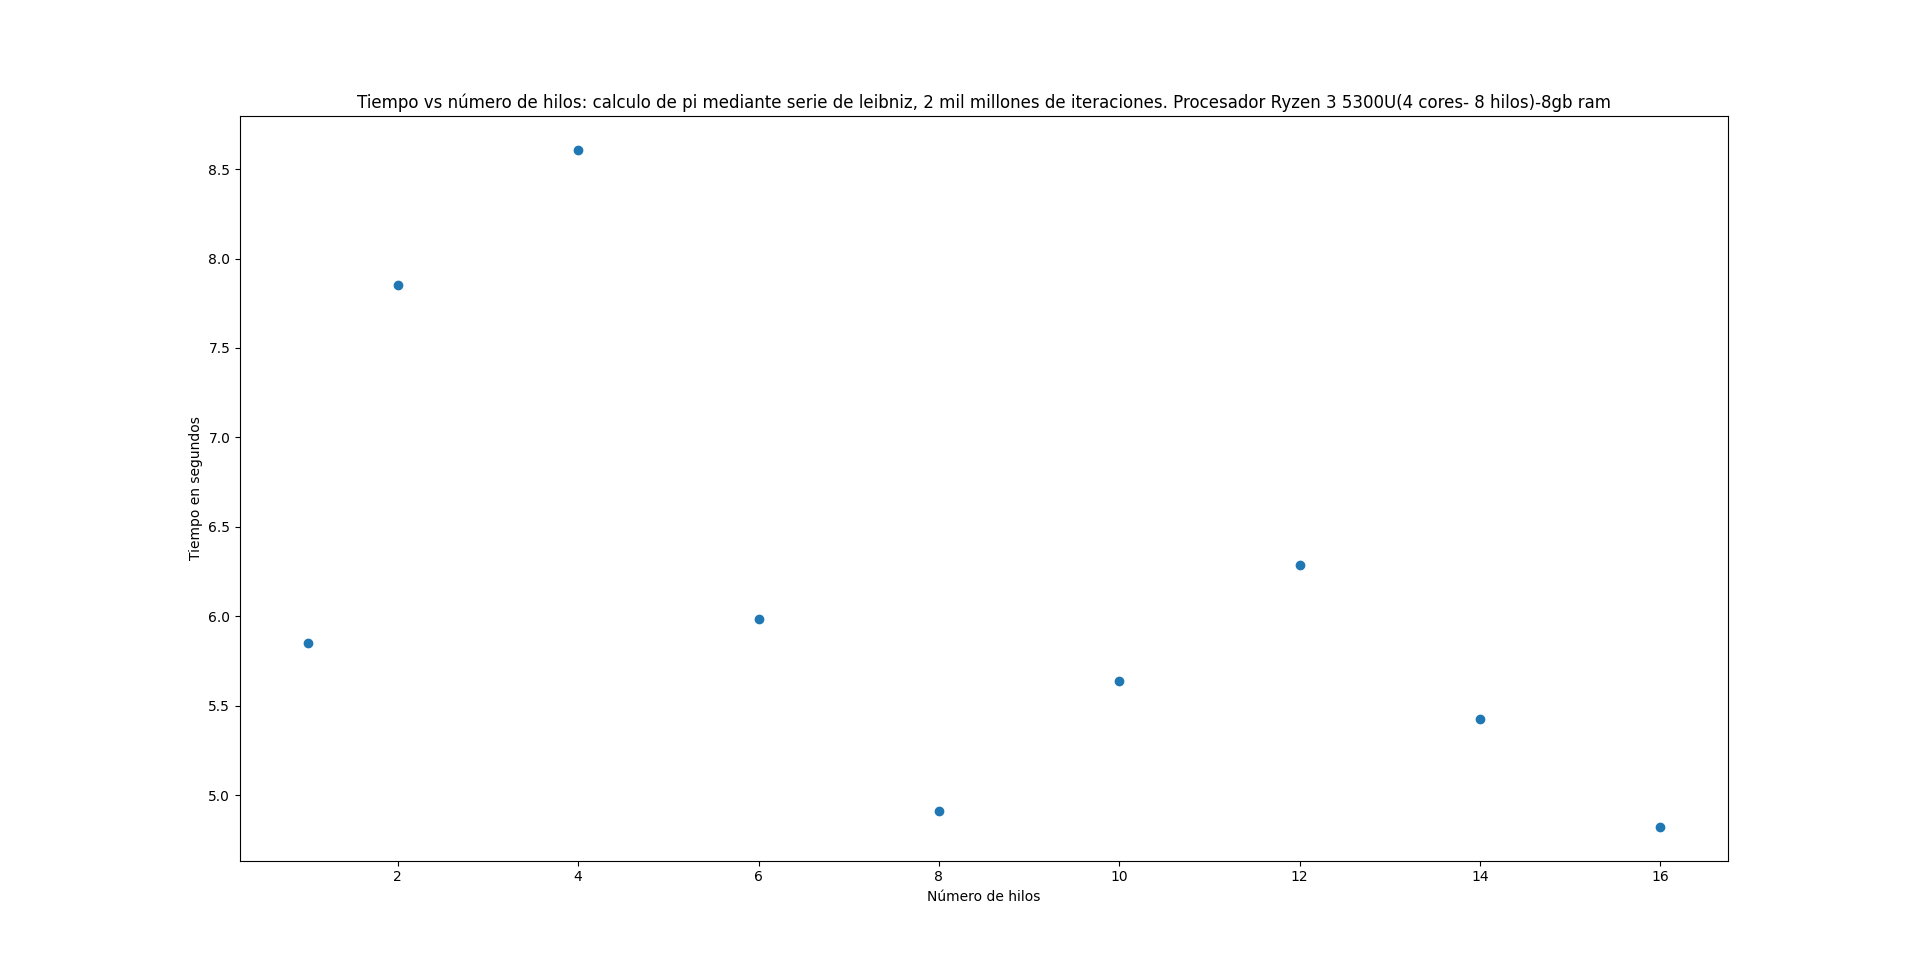 Tiempo vs número de hilos: calculo de pi mediante serie de leibniz, 2 mil millones de iteraciones. Procesador Ryzen 3 5300U(4 cores- 8 hilos)-8gb ram
8.5
8.0
7.5
7.0
6.5
6.0
5.5
5.0
Tiempo en segundos
2 4 6 8 10 12 14 16
Número de hilos